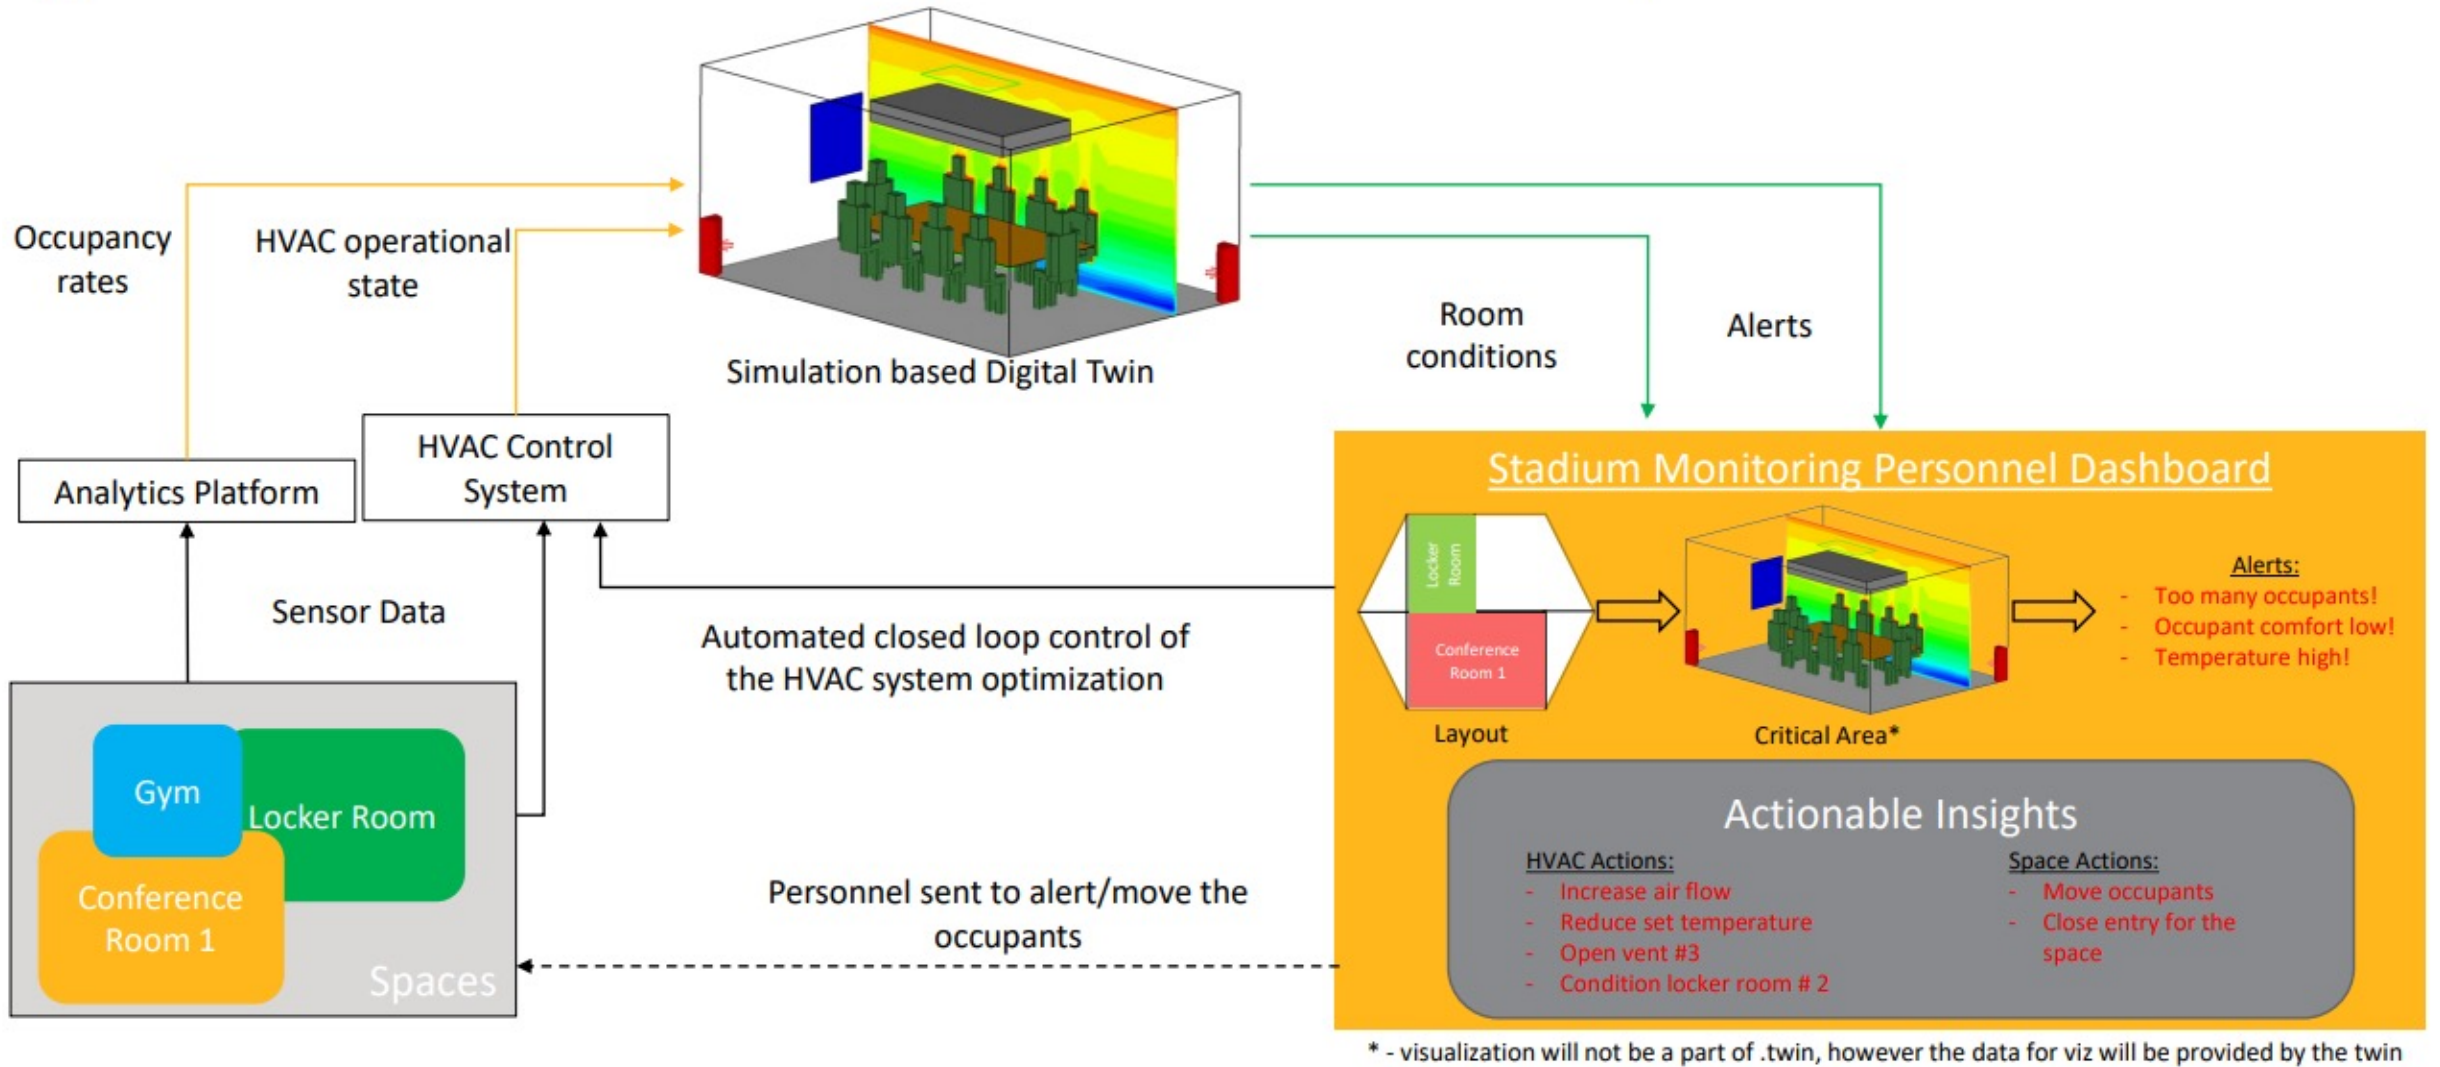 Occupancy
rates
HVAC operational
state
Simulation based Digital Twin
Room
conditions
Alerts
Analytics Platform
HVAC Control
System
Sensor Data
Automated closed loop control of
the HVAC system optimization
Gym
Locker Room
Conference
Room 1
Spaces
Personnel sent to alert/move the
occupants
Stadium Monitoring Personnel Dashboard
Locker
Room
Conference
Room 1
Layout
Critical Area*
Alerts:
- Too many occupants!
- Occupant comfort low!
- Temperature high!
Actionable Insights
HVAC Actions:
- Increase air flow
- Reduce set temperature
- Open vent #3
- Condition locker room # 2
Space Actions:
- Move occupants
- Close entry for the
space
* - visualization will not be a part of .twin, however the data for viz will be provided by the twin